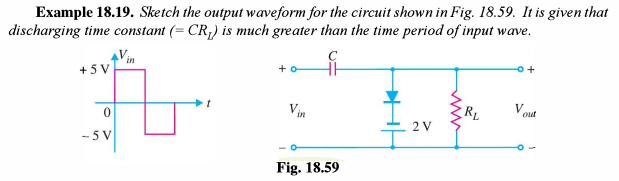 Example 18.19. Sketch the output waveform for the circuit shown in Fig. 18.59. It is given that
discharging time constant (= CR_L) is much greater than the time period of input wave.
V_in
+ 5 V
0
t
– 5 V
C
+
+
V_in
R_L
V_out
2 V
–
–
Fig. 18.59